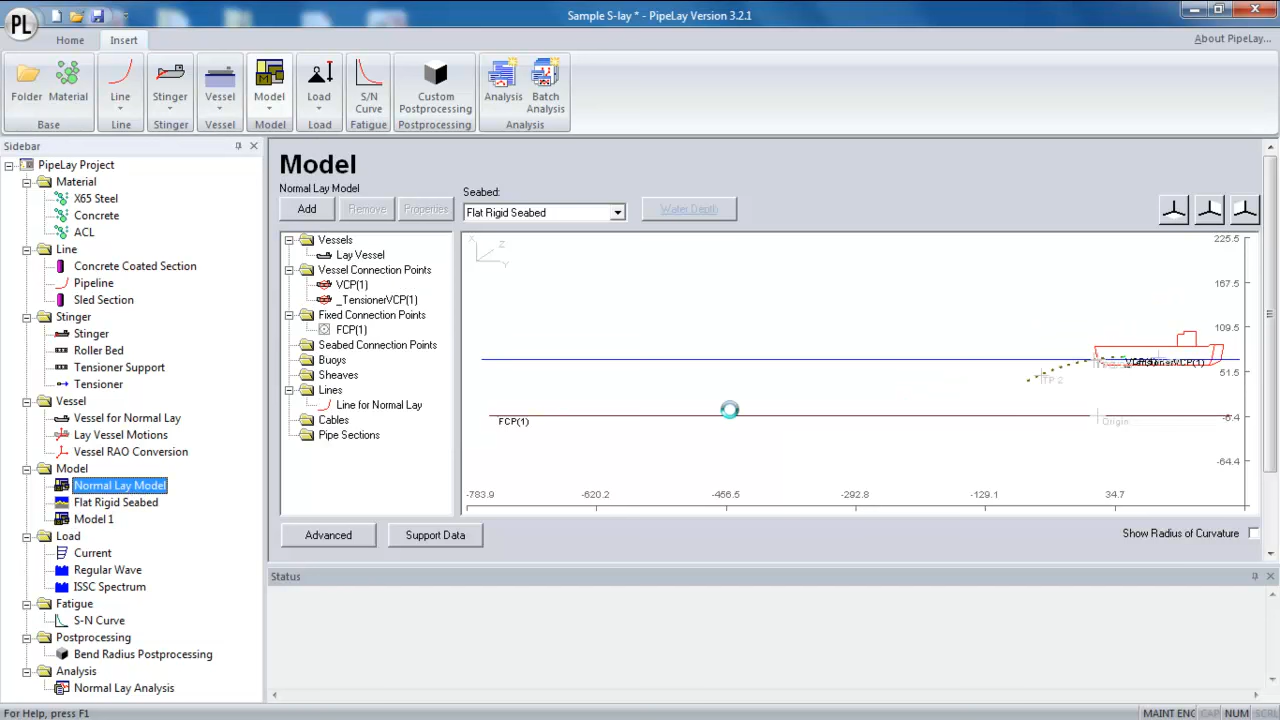 Sample S-lay * - PipeLay Version 3.2.1
PL
Home
Insert
About PipeLay...
Folder
Material
Line
Stinger
Vessel
Model
Load
S/N
Curve
Custom
Postprocessing
Analysis
Batch
Analysis
Base
Line
Stinger
Vessel
Model
Load
Fatigue
Postprocessing
Analysis
Sidebar
PipeLay Project
Material
X65 Steel
Concrete
ACL
Line
Concrete Coated Section
Pipeline
Sled Section
Stinger
Stinger
Roller Bed
Tensioner Support
Tensioner
Vessel
Vessel for Normal Lay
Lay Vessel Motions
Vessel RAO Conversion
Model
Normal Lay Model
Flat Rigid Seabed
Model 1
Load
Current
Regular Wave
ISSC Spectrum
Fatigue
S-N Curve
Postprocessing
Bend Radius Postprocessing
Analysis
Normal Lay Analysis
Model
Normal Lay Model
Seabed:
Add
Remove
Properties
Flat Rigid Seabed
Water Depth
Vessels
Lay Vessel
Vessel Connection Points
VCP(1)
_TensionerVCP(1)
Fixed Connection Points
FCP(1)
Seabed Connection Points
Buoys
Sheaves
Lines
Line for Normal Lay
Cables
Pipe Sections
X
Z
Y
225.5
167.5
109.5
51.5
-6.4
-64.4
ITP 2
FCP(1)
Origin
-783.9
-620.2
-456.5
-292.8
-129.1
34.7
Advanced
Support Data
Show Radius of Curvature
Status
For Help, press F1
MAINT ENG
CAP
NUM
SCRL